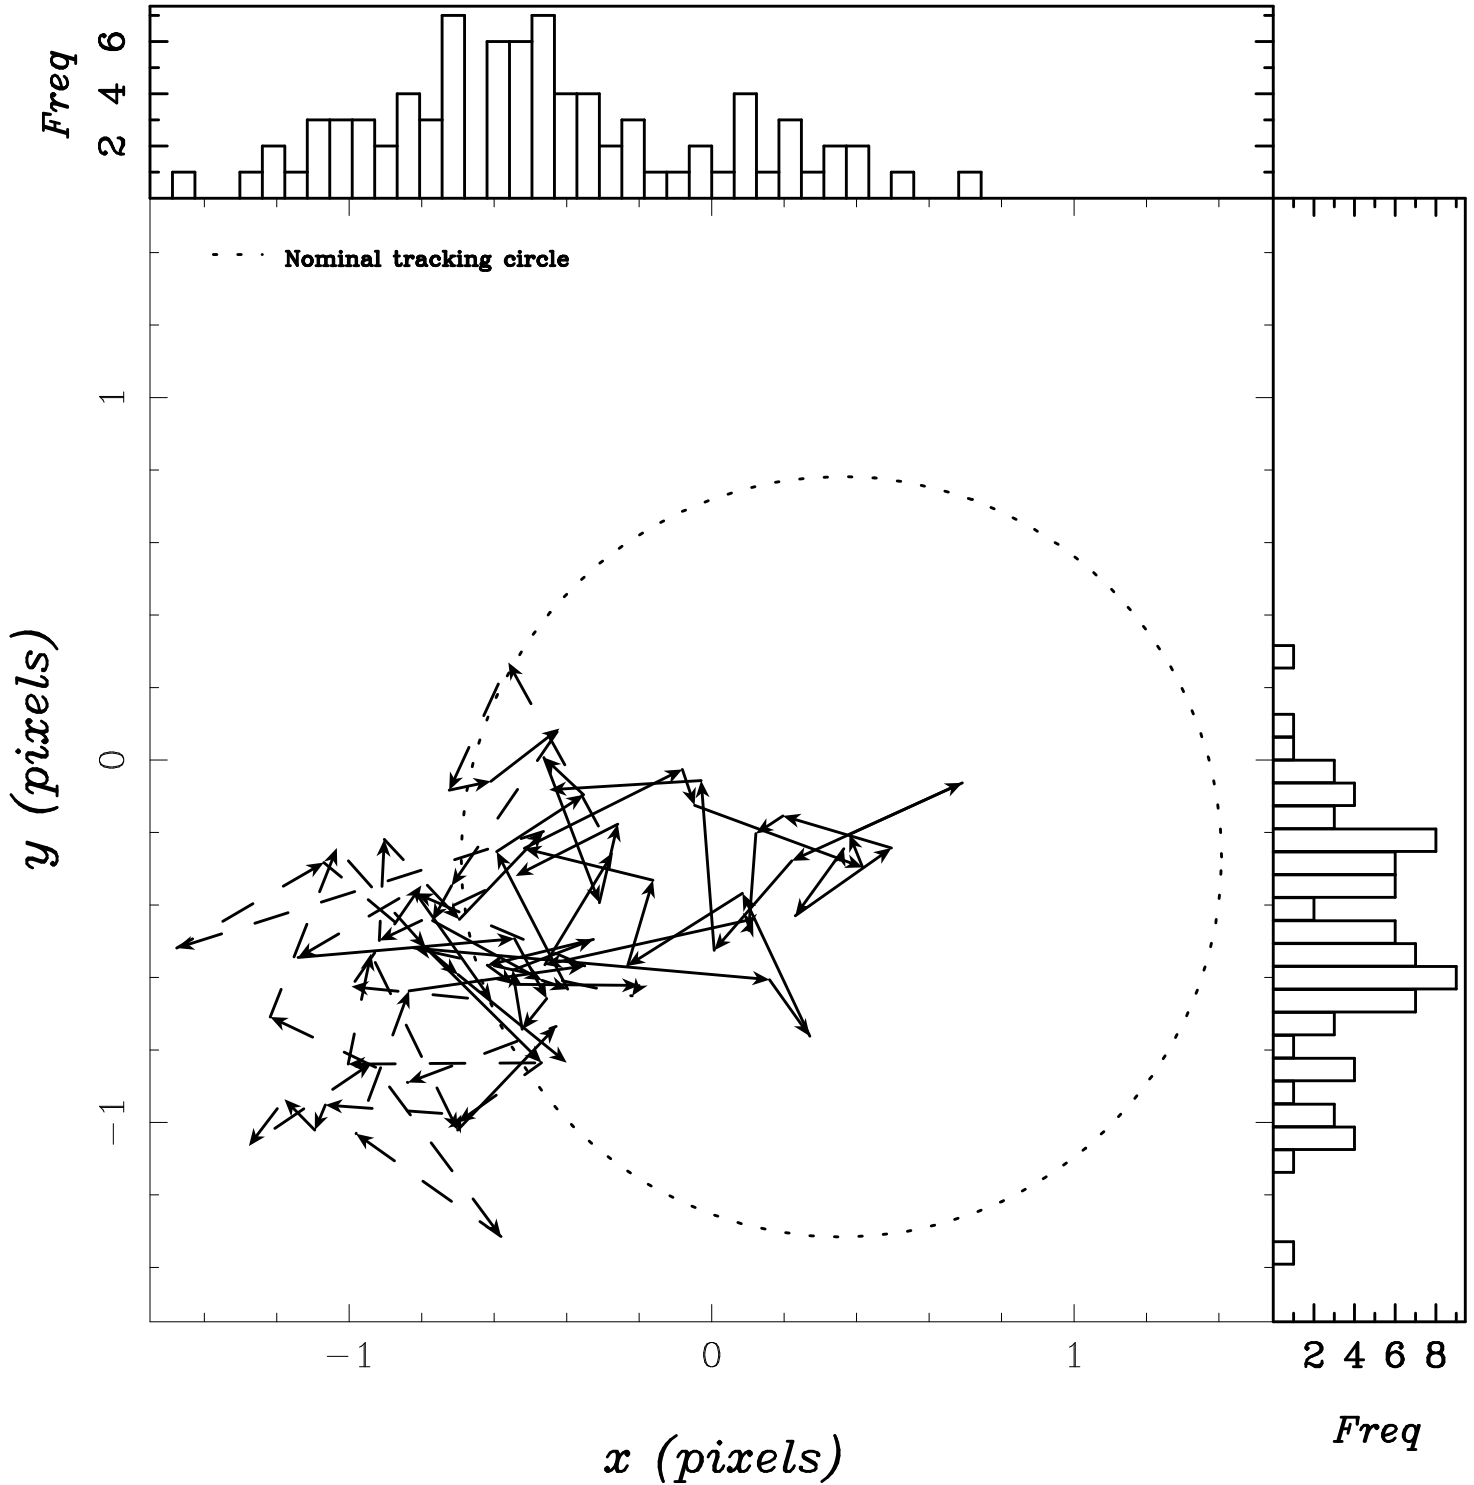 Freq
2 4 6
Nominal tracking circle
y (pixels)
1
0
−1
−1 0 1
2 4 6 8
x (pixels)
Freq